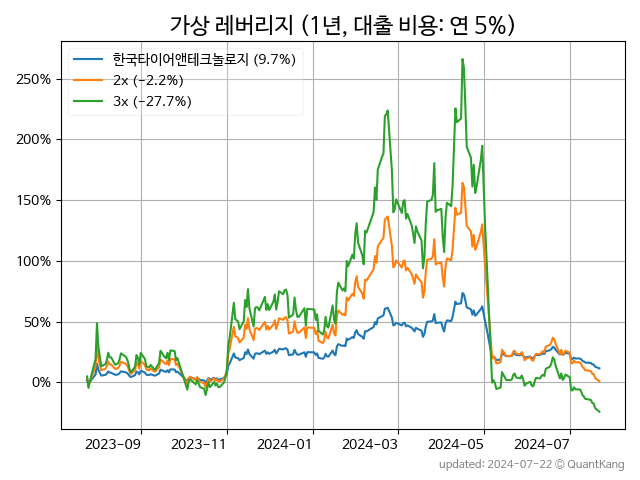 가상 레버리지 (1년, 대출 비용: 연 5%)
한국타이어앤테크놀로지 (9.7%)
2x (−2.2%)
3x (−27.7%)
250%
200%
150%
100%
50%
0%
2023-09 2023-11 2024-01 2024-03 2024-05 2024-07
updated: 2024-07-22 © QuantKang